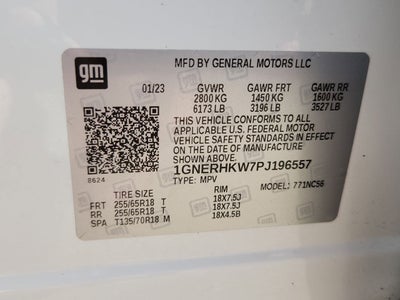 gm
MFD BY GENERAL MOTORS LLC
01/23 GVWR GAWR FRT GAWR RR
2800 KG 1450 KG 1600 KG
6173 LB 3196 LB 3527 LB
THIS VEHICLE CONFORMS TO ALL
APPLICABLE U.S. FEDERAL MOTOR
VEHICLE SAFETY STANDARDS IN EFFECT
ON THE DATE OF MANUFACTURE
SHOWN ABOVE.
1GNERHKW7PJ196557
8624 TYPE: MPV MODEL: 771NC56
TIRE SIZE RIM
FRT 255/65R18 T 18X7.5J
RR 255/65R18 T 18X7.5J
SPA T135/70R18 M 18X4.5B